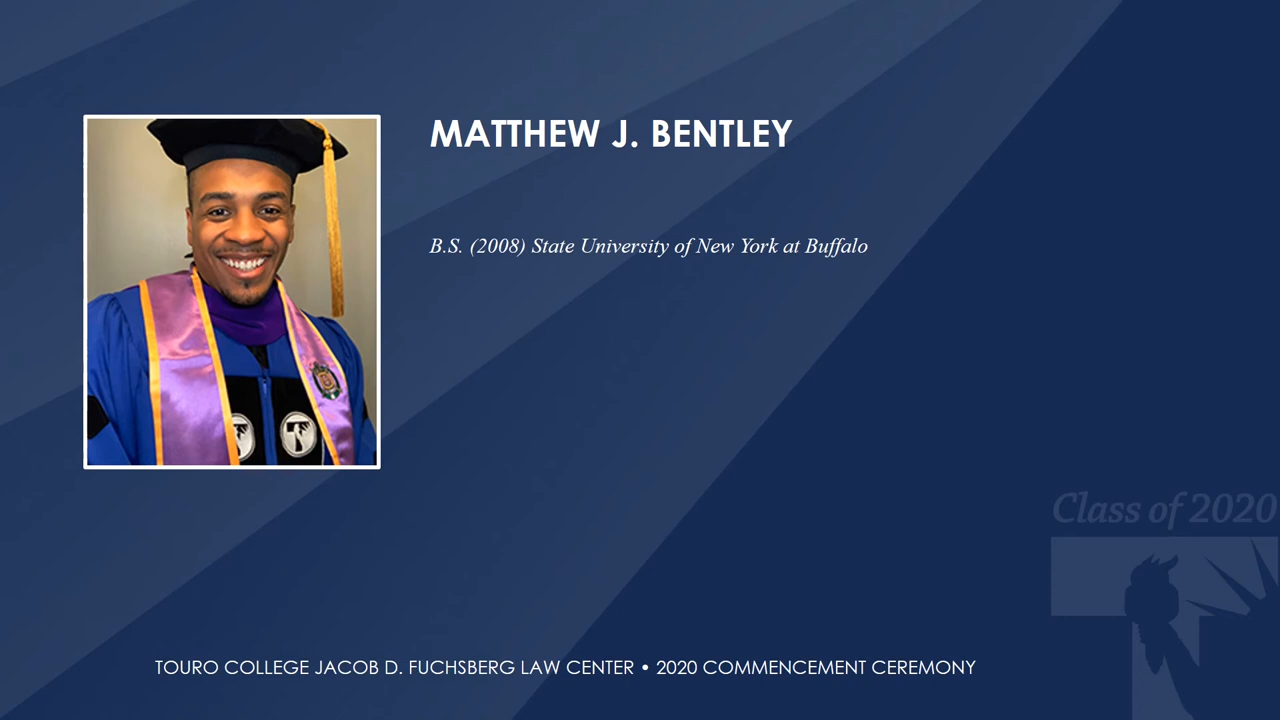 MATTHEW J. BENTLEY
B.S. (2008) State University of New York at Buffalo
Class of 2020
TOURO COLLEGE JACOB D. FUCHSBERG LAW CENTER • 2020 COMMENCEMENT CEREMONY